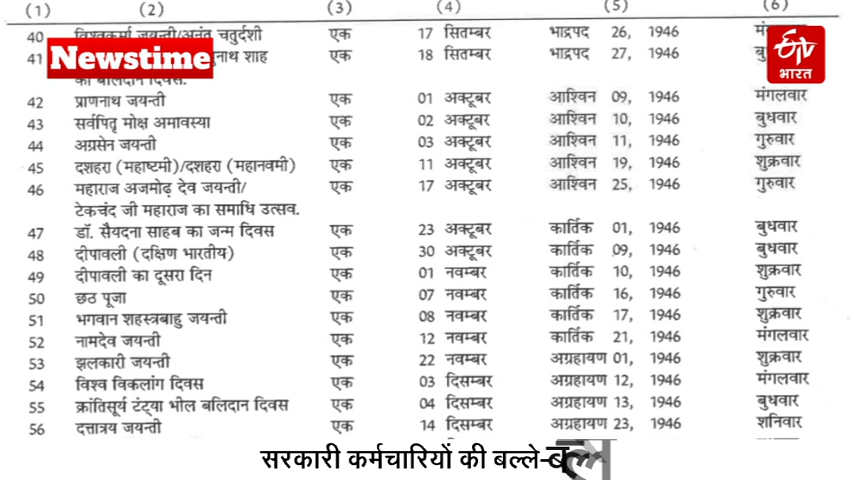 (1) (2) (3) (4) (5) (6)
40 विश्वकर्मा जयन्ती/अनंत चतुर्दशी एक 17 सितम्बर भाद्रपद 26, 1946
41 नाथ शाह एक 18 सितम्बर भाद्रपद 27, 1946
का बलिदान दिवस.
Newstime
ETV
भारत
42 प्राणनाथ जयन्ती एक 01 अक्टूबर आश्विन 09, 1946 मंगलवार
43 सर्वपितृ मोक्ष अमावस्या एक 02 अक्टूबर आश्विन 10, 1946 बुधवार
44 अग्रसेन जयन्ती एक 03 अक्टूबर आश्विन 11, 1946 गुरुवार
45 दशहरा (महाष्टमी)/दशहरा (महानवमी) एक 11 अक्टूबर आश्विन 19, 1946 शुक्रवार
46 महाराज अजमोढ़ देव जयन्ती/ एक 17 अक्टूबर आश्विन 25, 1946 गुरुवार
टेकचंद जी महाराज का समाधि उत्सव.
47 डॉ. सैयदना साहब का जन्म दिवस एक 23 अक्टूबर कार्तिक 01, 1946 बुधवार
48 दीपावली (दक्षिण भारतीय) एक 30 अक्टूबर कार्तिक 09, 1946 बुधवार
49 दीपावली का दूसरा दिन एक 01 नवम्बर कार्तिक 10, 1946 शुक्रवार
50 छठ पूजा एक 07 नवम्बर कार्तिक 16, 1946 गुरुवार
51 भगवान शहस्त्रबाहु जयन्ती एक 08 नवम्बर कार्तिक 17, 1946 शुक्रवार
52 नामदेव जयन्ती एक 12 नवम्बर कार्तिक 21, 1946 मंगलवार
53 झलकारी जयन्ती एक 22 नवम्बर अग्रहायण 01, 1946 शुक्रवार
54 विश्व विकलांग दिवस एक 03 दिसम्बर अग्रहायण 12, 1946 मंगलवार
55 क्रांतिसूर्य टंट्या भील बलिदान दिवस एक 04 दिसम्बर अग्रहायण 13, 1946 बुधवार
56 दत्तात्रय जयन्ती एक 14 दिसम्बर अग्रहायण 23, 1946 शनिवार
सरकारी कर्मचारियों की बल्ले-